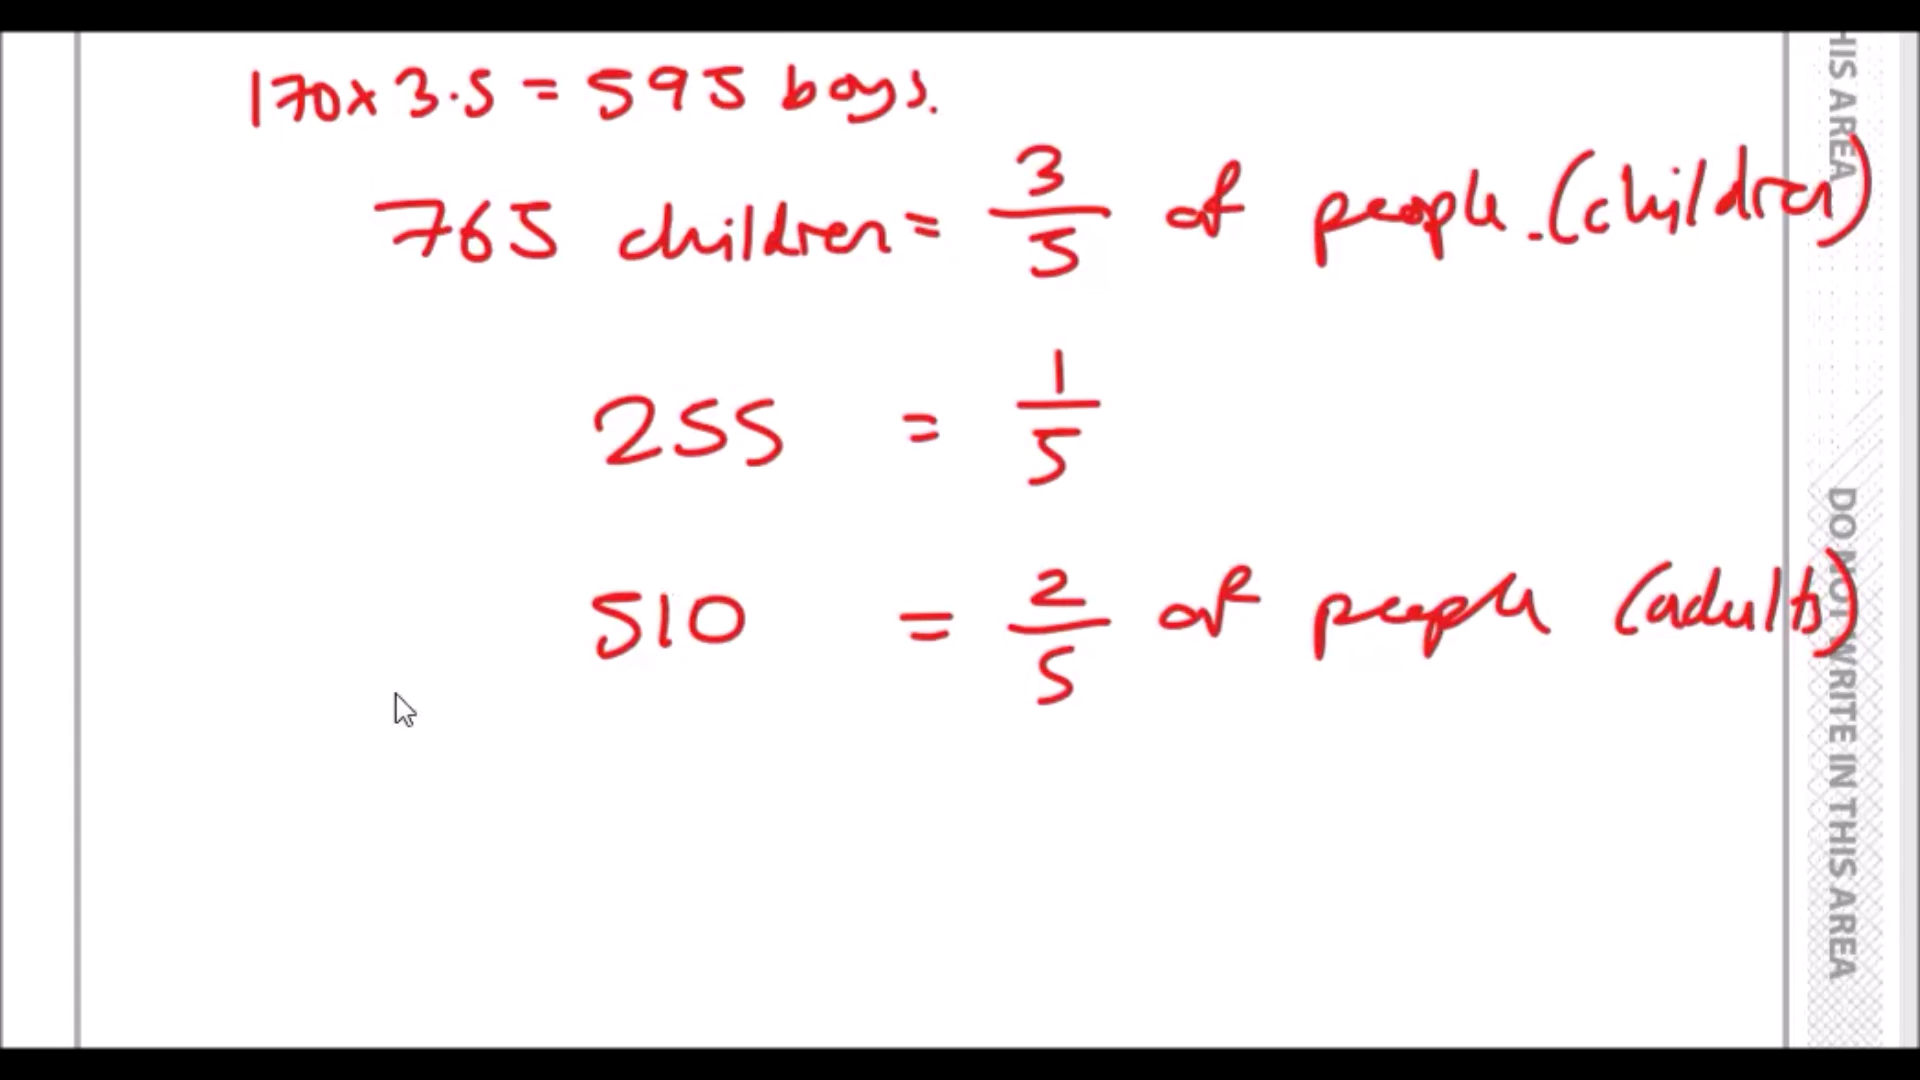 170 x 3.5 = 595 boys.
765 children = 3/5 of people. (children)
255 = 1/5
510 = 2/5 of people (adults)
HIS AREA
DO NOT WRITE IN THIS AREA